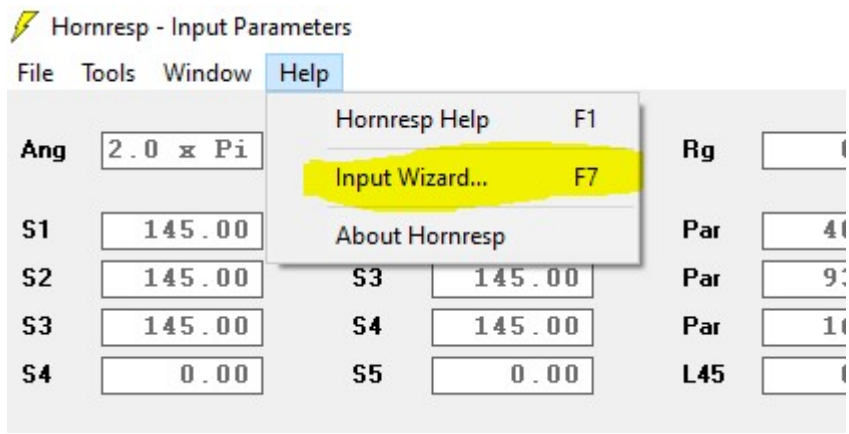 Hornresp - Input Parameters
File Tools Window Help
Hornresp Help F1
Input Wizard... F7
About Hornresp
Ang 2.0 x Pi Rg
S1 145.00 Par
S2 145.00 S3 145.00 Par
S3 145.00 S4 145.00 Par
S4 0.00 S5 0.00 L45